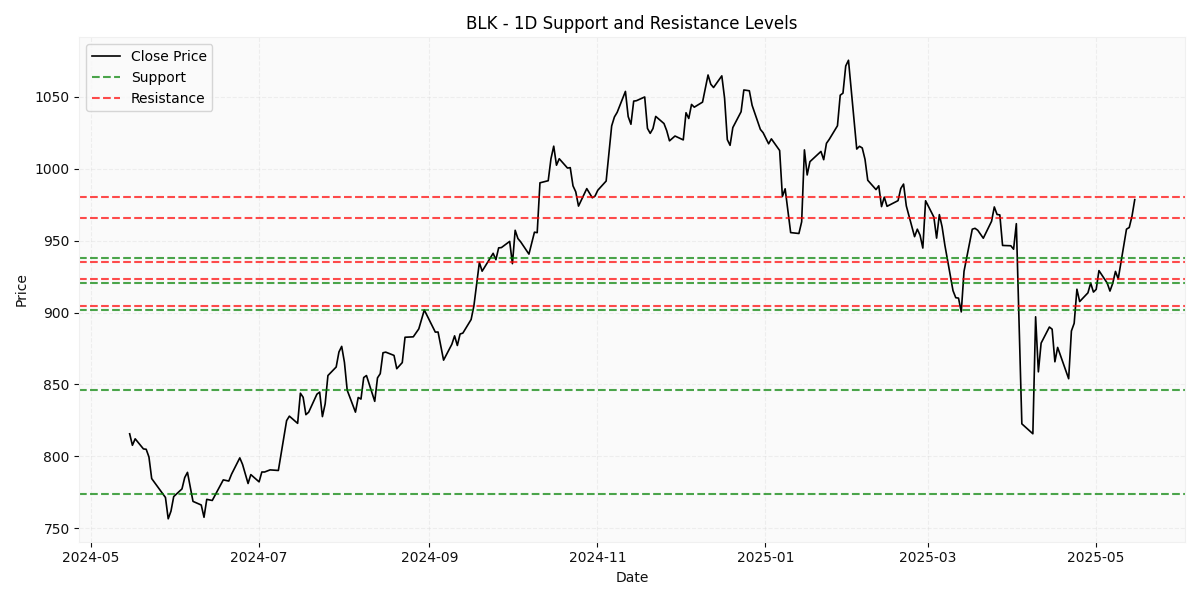 BLK - 1D Support and Resistance Levels
Close Price
Support
Resistance
Price
1050
1000
950
900
850
800
750
2024-05
2024-07
2024-09
2024-11
2025-01
2025-03
2025-05
Date